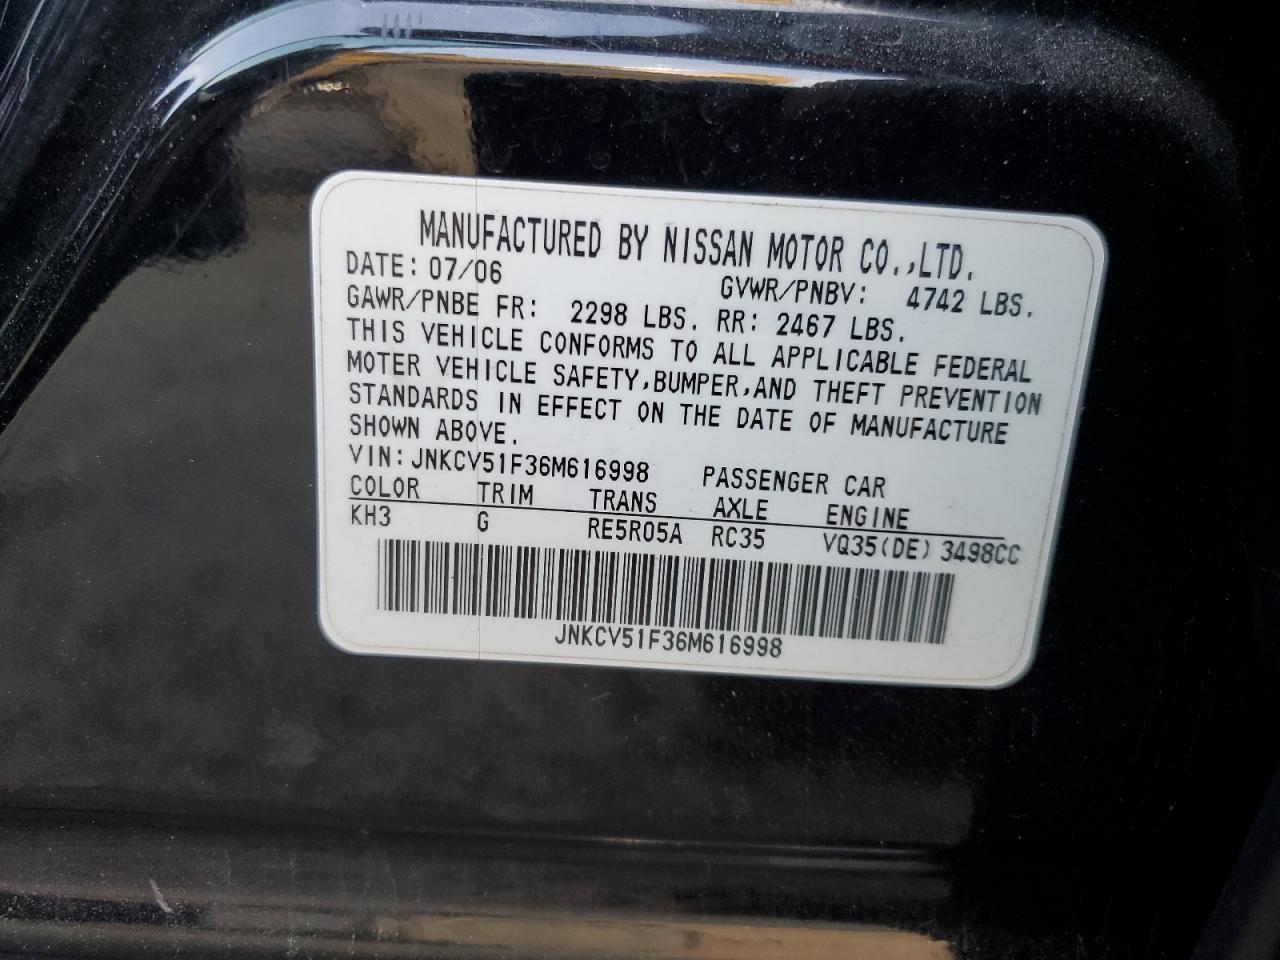 MANUFACTURED BY NISSAN MOTOR CO.,LTD.
DATE: 07/06 GVWR/PNBV: 4742 LBS.
GAWR/PNBE FR: 2298 LBS. RR: 2467 LBS.
THIS VEHICLE CONFORMS TO ALL APPLICABLE FEDERAL
MOTER VEHICLE SAFETY,BUMPER,AND THEFT PREVENTION
STANDARDS IN EFFECT ON THE DATE OF MANUFACTURE
SHOWN ABOVE.
VIN: JNKCV51F36M616998 PASSENGER CAR
COLOR TRIM TRANS AXLE ENGINE
KH3 G RE5R05A RC35 VQ35(DE) 3498CC
JNKCV51F36M616998